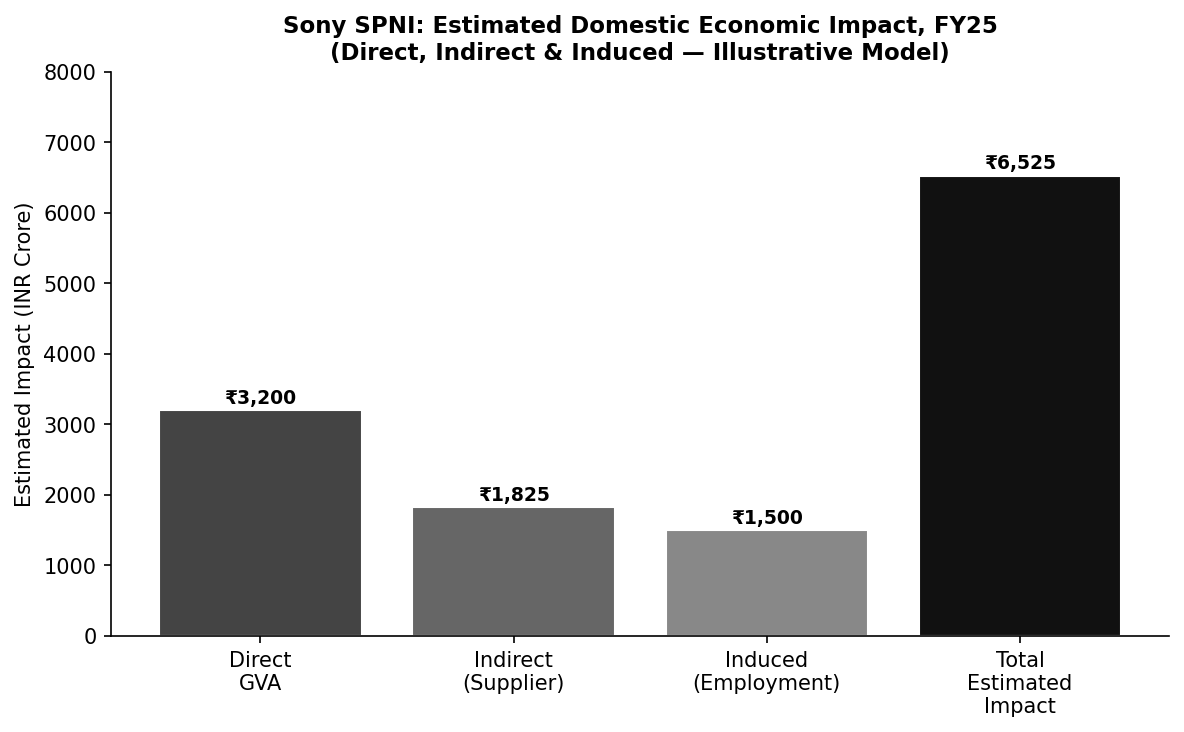 Sony SPNI: Estimated Domestic Economic Impact, FY25
(Direct, Indirect & Induced — Illustrative Model)
Estimated Impact (INR Crore)
8000
7000
6000
5000
4000
3000
2000
1000
0
₹3,200
₹1,825
₹1,500
₹6,525
Direct
GVA
Indirect
(Supplier)
Induced
(Employment)
Total
Estimated
Impact